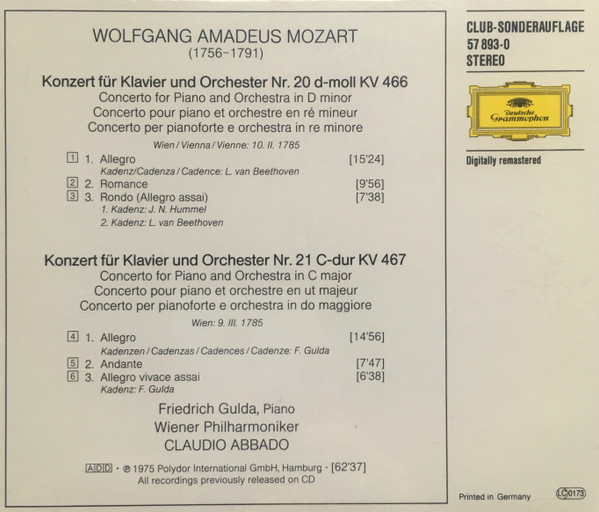 WOLFGANG AMADEUS MOZART
(1756-1791)
Konzert für Klavier und Orchester Nr. 20 d-moll KV 466
Concerto for Piano and Orchestra in D minor
Concerto pour piano et orchestre en ré mineur
Concerto per pianoforte e orchestra in re minore
Wien/Vienna/Vienne: 10. II. 1785
1 1. Allegro [15'24]
Kadenz/Cadenza/Cadence: L. van Beethoven
2 2. Romance [9'56]
3 3. Rondo (Allegro assai) [7'38]
1. Kadenz: J. N. Hummel
2. Kadenz: L. van Beethoven
Konzert für Klavier und Orchester Nr. 21 C-dur KV 467
Concerto for Piano and Orchestra in C major
Concerto pour piano et orchestre en ut majeur
Concerto per pianoforte e orchestra in do maggiore
Wien: 9. III. 1785
4 1. Allegro [14'56]
Kadenzen/Cadenzas/Cadences/Cadenze: F. Gulda
5 2. Andante [7'47]
6 3. Allegro vivace assai [6'38]
Kadenz: F. Gulda
Friedrich Gulda, Piano
Wiener Philharmoniker
CLAUDIO ABBADO
ADD · ℗ 1975 Polydor International GmbH, Hamburg · [62'37]
All recordings previously released on CD
CLUB-SONDERAUFLAGE
57 893-0
STEREO
Deutsche
Grammophon
Digitally remastered
Printed in Germany
LC 0173